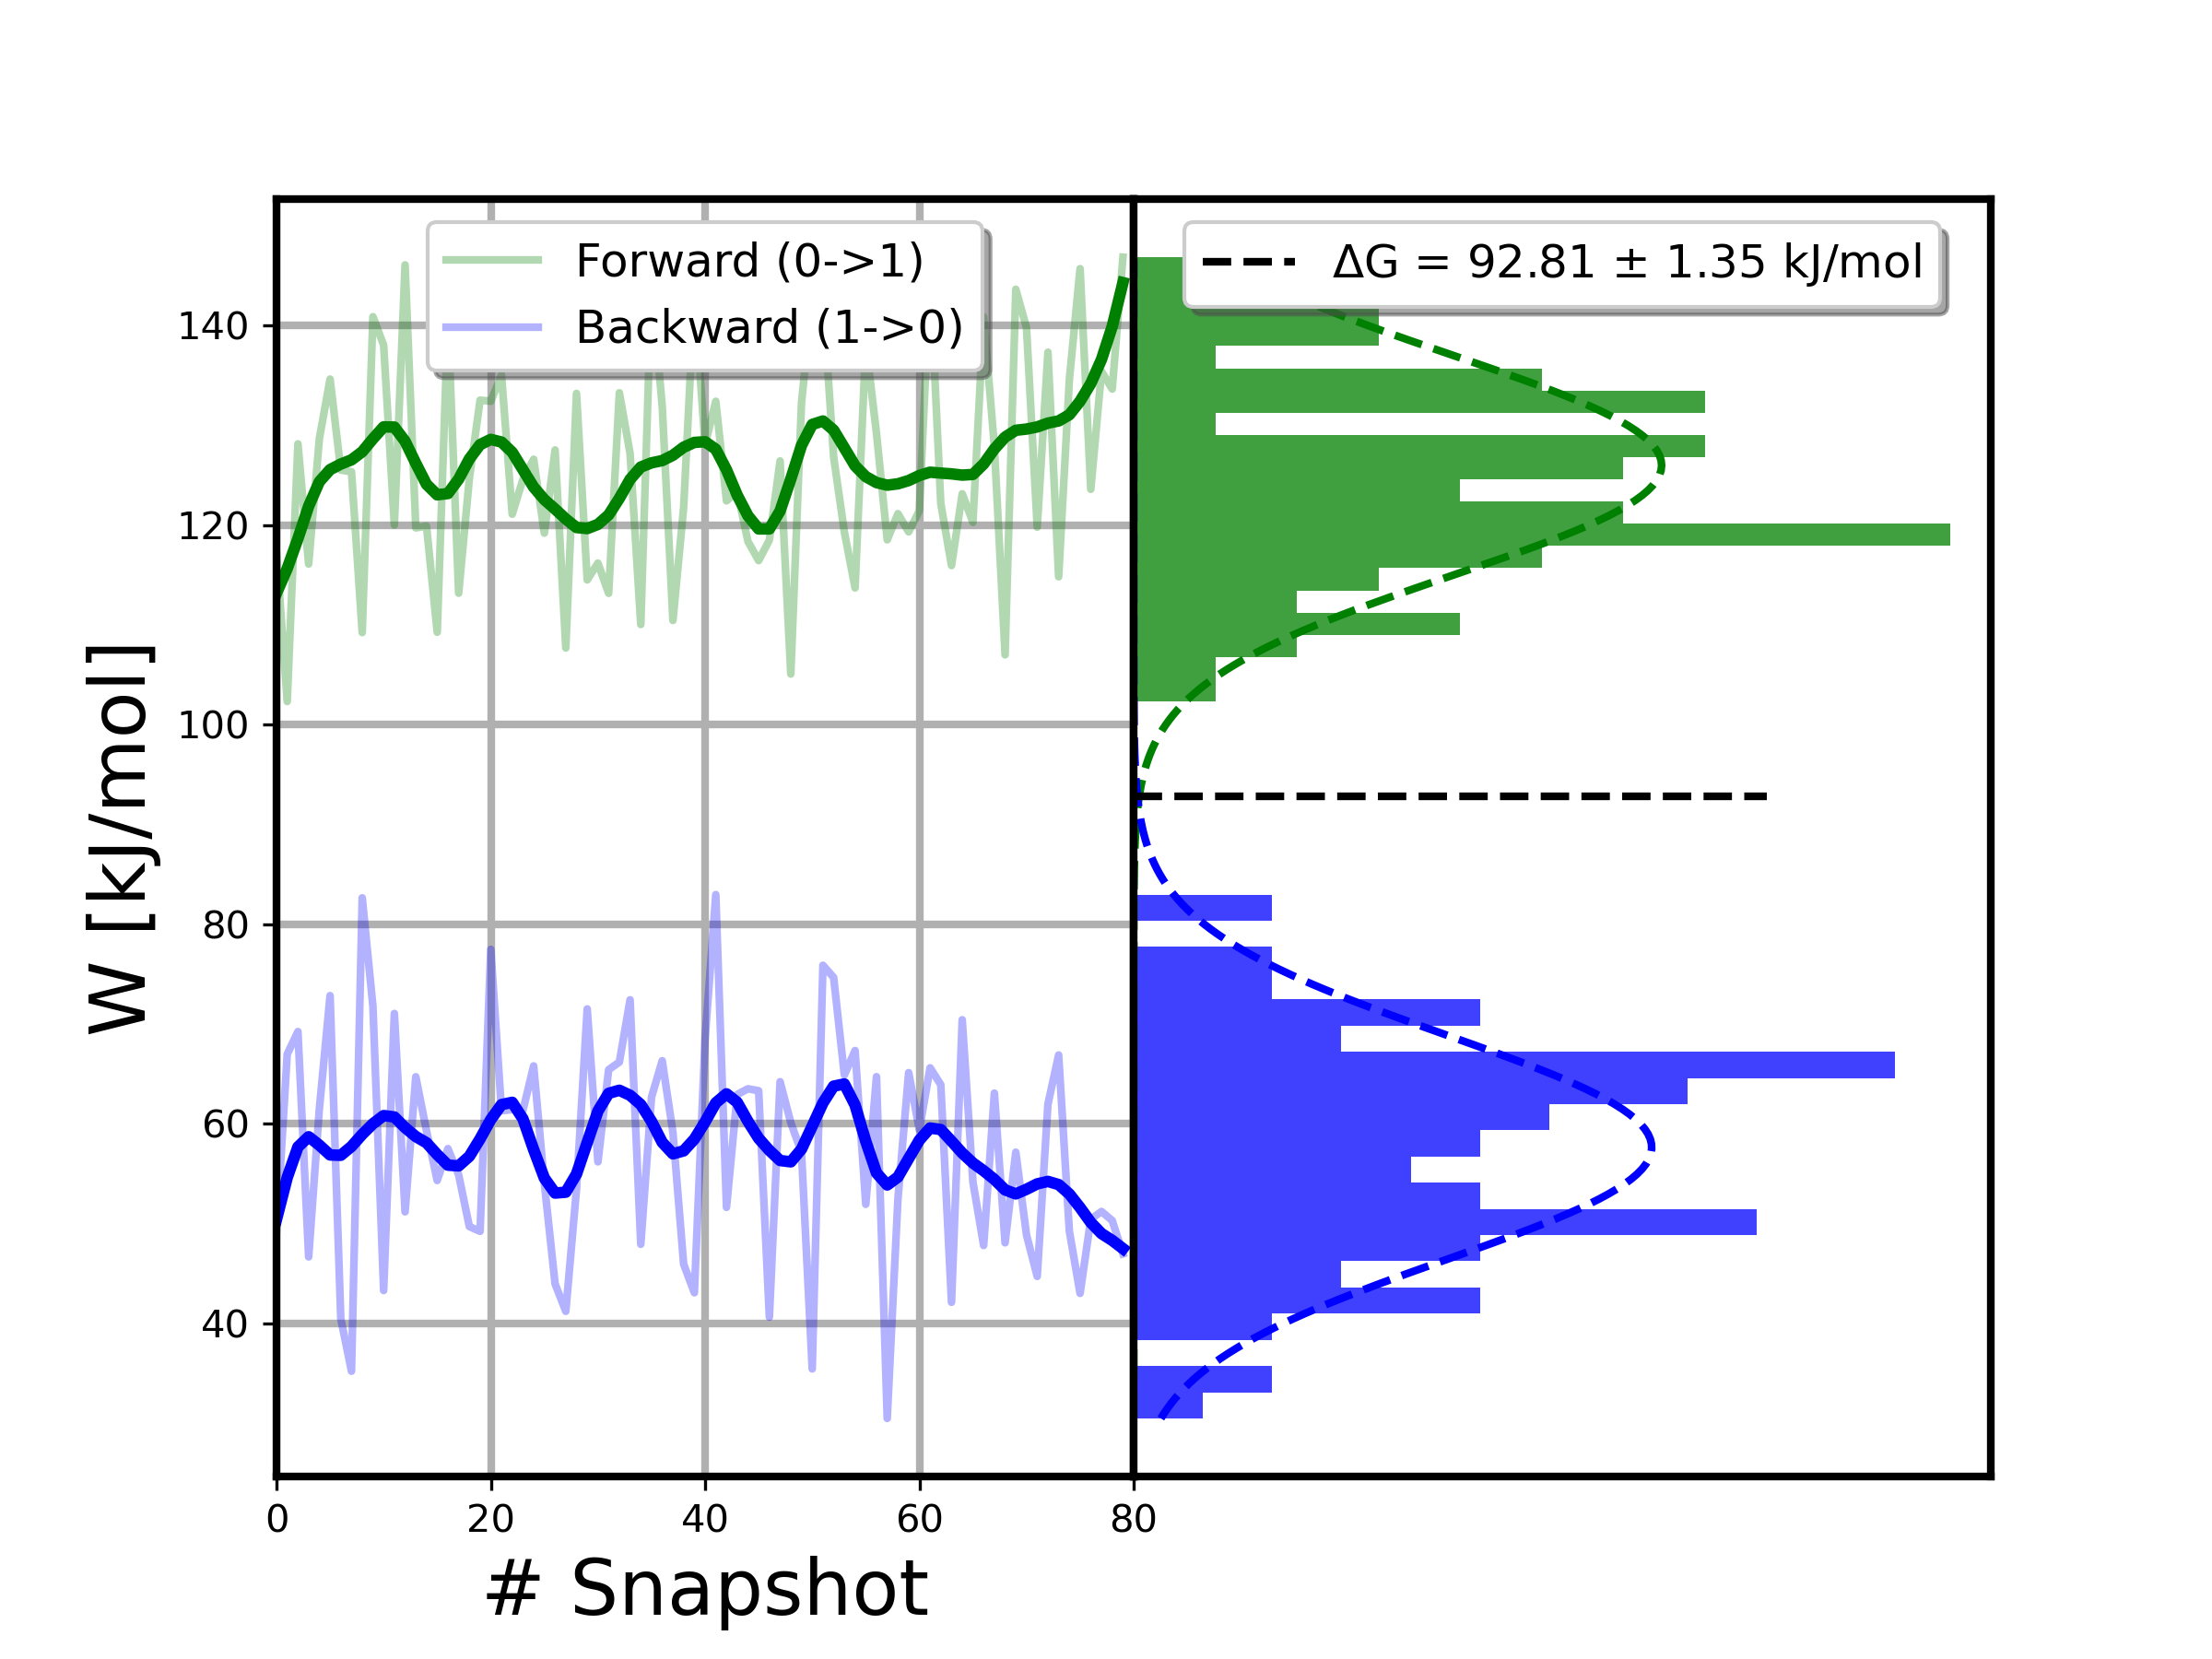 Forward (0->1)
Backward (1->0)
ΔG = 92.81 ± 1.35 kJ/mol
W [kJ/mol]
140
120
100
80
60
40
0 20 40 60 80
# Snapshot